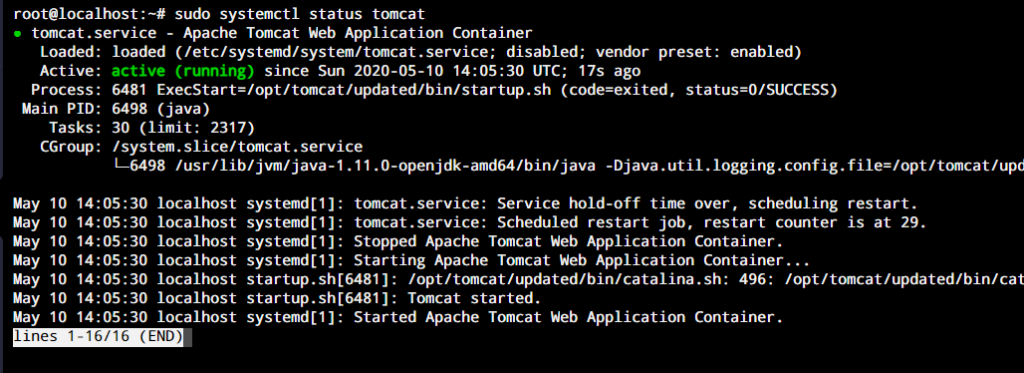 root@localhost:~# sudo systemctl status tomcat
● tomcat.service - Apache Tomcat Web Application Container
Loaded: loaded (/etc/systemd/system/tomcat.service; disabled; vendor preset: enabled)
Active: active (running) since Sun 2020-05-10 14:05:30 UTC; 17s ago
Process: 6481 ExecStart=/opt/tomcat/updated/bin/startup.sh (code=exited, status=0/SUCCESS)
Main PID: 6498 (java)
Tasks: 30 (limit: 2317)
CGroup: /system.slice/tomcat.service
└─6498 /usr/lib/jvm/java-1.11.0-openjdk-amd64/bin/java -Djava.util.logging.config.file=/opt/tomcat/upd
May 10 14:05:30 localhost systemd[1]: tomcat.service: Service hold-off time over, scheduling restart.
May 10 14:05:30 localhost systemd[1]: tomcat.service: Scheduled restart job, restart counter is at 29.
May 10 14:05:30 localhost systemd[1]: Stopped Apache Tomcat Web Application Container.
May 10 14:05:30 localhost systemd[1]: Starting Apache Tomcat Web Application Container...
May 10 14:05:30 localhost startup.sh[6481]: /opt/tomcat/updated/bin/catalina.sh: 496: /opt/tomcat/updated/bin/cat
May 10 14:05:30 localhost startup.sh[6481]: Tomcat started.
May 10 14:05:30 localhost systemd[1]: Started Apache Tomcat Web Application Container.
lines 1-16/16 (END)